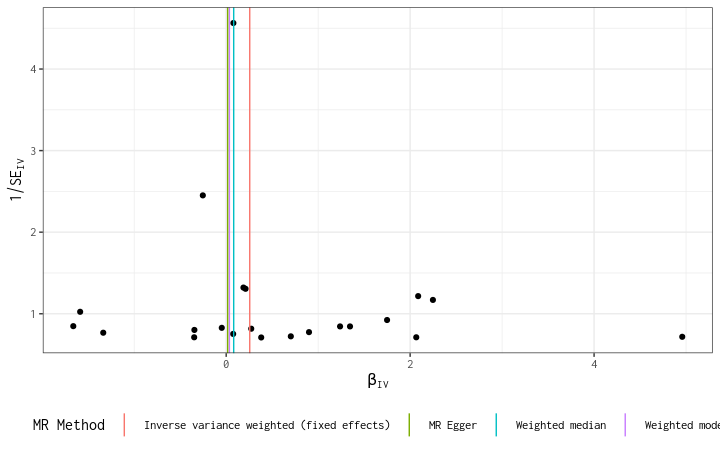 4
3
2
1
1/SE_IV
0
2
4
β_IV
MR Method
Inverse variance weighted (fixed effects)
MR Egger
Weighted median
Weighted mode